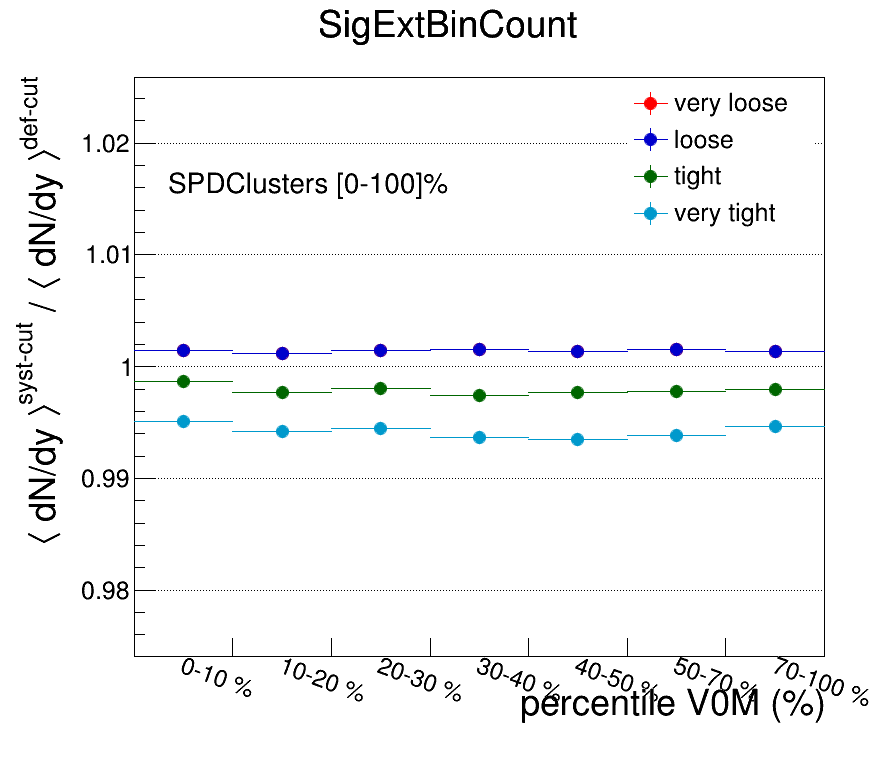 SigExtBinCount
⟨ dN/dy ⟩^syst-cut / ⟨ dN/dy ⟩^def-cut
very loose
loose
tight
very tight
SPDClusters [0-100]%
1.02
1.01
1
0.99
0.98
0-10 %
10-20 %
20-30 %
30-40 %
40-50 %
50-70 %
70-100 %
percentile V0M (%)